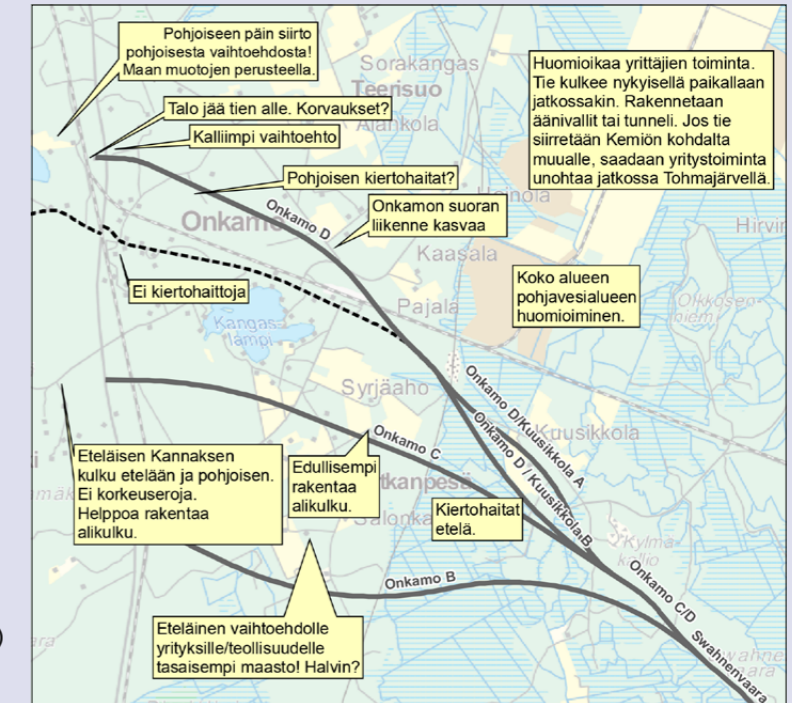 Pohjoiseen päin siirto
pohjoisesta vaihtoehdosta!
Maan muotojen perusteella.
Sorakangas
Teerisuo
Alankola
Huomioikaa yrittäjien toiminta.
Tie kulkee nykyisellä paikallaan
jatkossakin. Rakennetaan
äänivallit tai tunneli. Jos tie
siirretään Kemiön kohdalta
muualle, saadaan yritystoiminta
unohtaa jatkossa Tohmajärvellä.
Talo jää tien alle. Korvaukset?
Kalliimpi vaihtoehto
Pohjoisen kiertohaitat?
Onkamon suoran
liikenne kasvaa
Onkamo D
Kaasala
Koko alueen
pohjavesialueen
huomioiminen.
Ei kiertohaittoja
Pajala
Kangas
lampi
Syrjäaho
Onkamo D/Kuusikkola A
Onkamo D / Kuusikkola B
Kuusikkola
Onkamo C
Eteläisen Kannaksen
kulku etelään ja pohjoisen.
Ei korkeuseroja.
Helppoa rakentaa
alikulku.
Edullisempi
rakentaa
alikulku.
Kiertohaitat
etelä.
Kylmä
kallio
Onkamo B
Onkamo C/D
Swahnenvaara
Eteläinen vaihtoehdolle
yrityksille/teollisuudelle
tasaisempi maasto! Halvin?
)